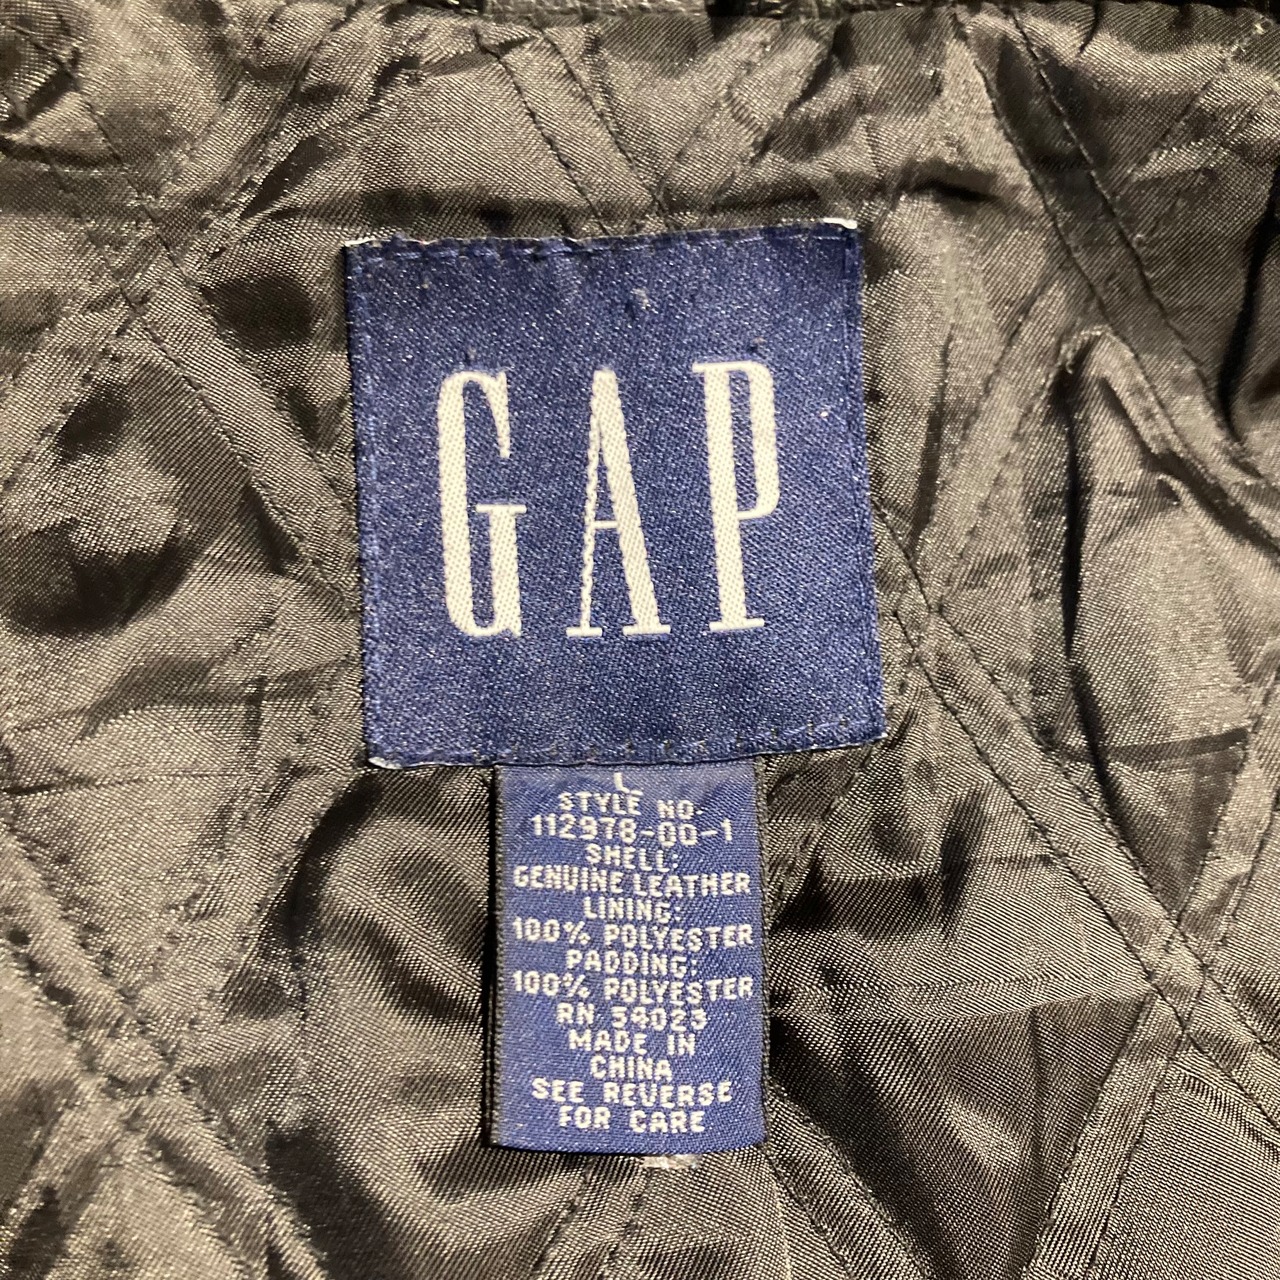 GAP
L
STYLE NO.
112978-00-1
SHELL:
GENUINE LEATHER
LINING:
100% POLYESTER
PADDING:
100% POLYESTER
RN 54023
MADE IN
CHINA
SEE REVERSE
FOR CARE